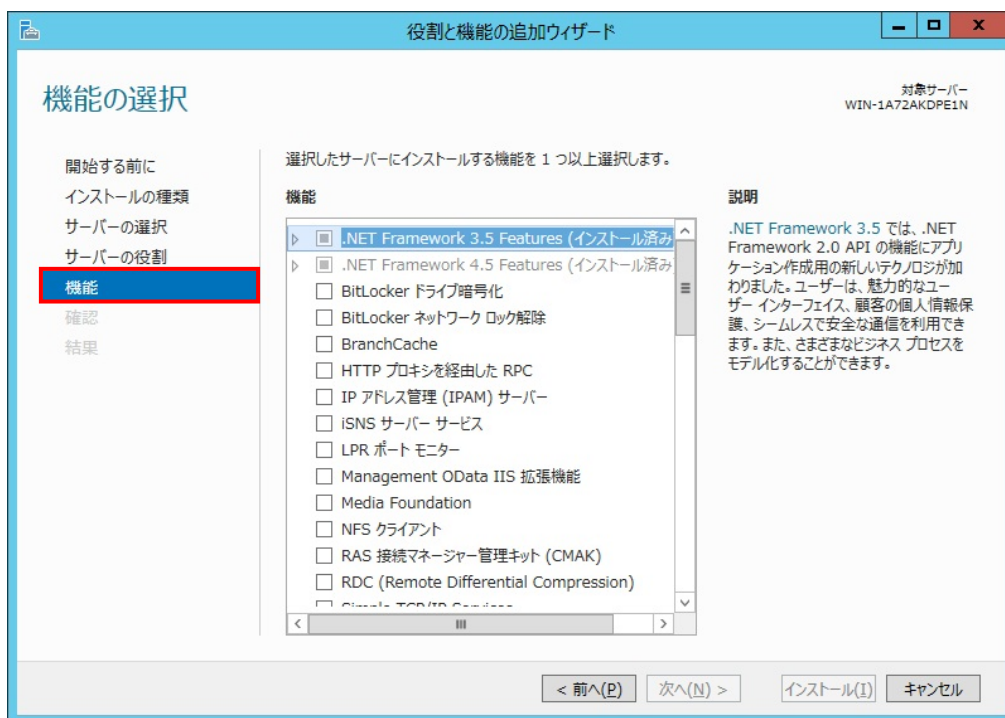 役割と機能の追加ウィザード
機能の選択
対象サーバー
WIN-1A72AKDPE1N
開始する前に
インストールの種類
サーバーの選択
サーバーの役割
機能
確認
結果
選択したサーバーにインストールする機能を 1 つ以上選択します。
機能
.NET Framework 3.5 Features (インストール済み
.NET Framework 4.5 Features (インストール済み
BitLocker ドライブ暗号化
BitLocker ネットワーク ロック解除
BranchCache
HTTP プロキシを経由した RPC
IP アドレス管理 (IPAM) サーバー
iSNS サーバー サービス
LPR ポート モニター
Management OData IIS 拡張機能
Media Foundation
NFS クライアント
RAS 接続マネージャー管理キット (CMAK)
RDC (Remote Differential Compression)
Simple TCP/IP Services
説明
.NET Framework 3.5 では、.NET
Framework 2.0 API の機能にアプリ
ケーション作成用の新しいテクノロジが加
わりました。ユーザーは、魅力的なユー
ザー インターフェイス、顧客の個人情報保
護、シームレスで安全な通信を利用でき
ます。また、さまざまなビジネス プロセスを
モデル化することができます。
< 前へ(P)
次へ(N) >
インストール(I)
キャンセル